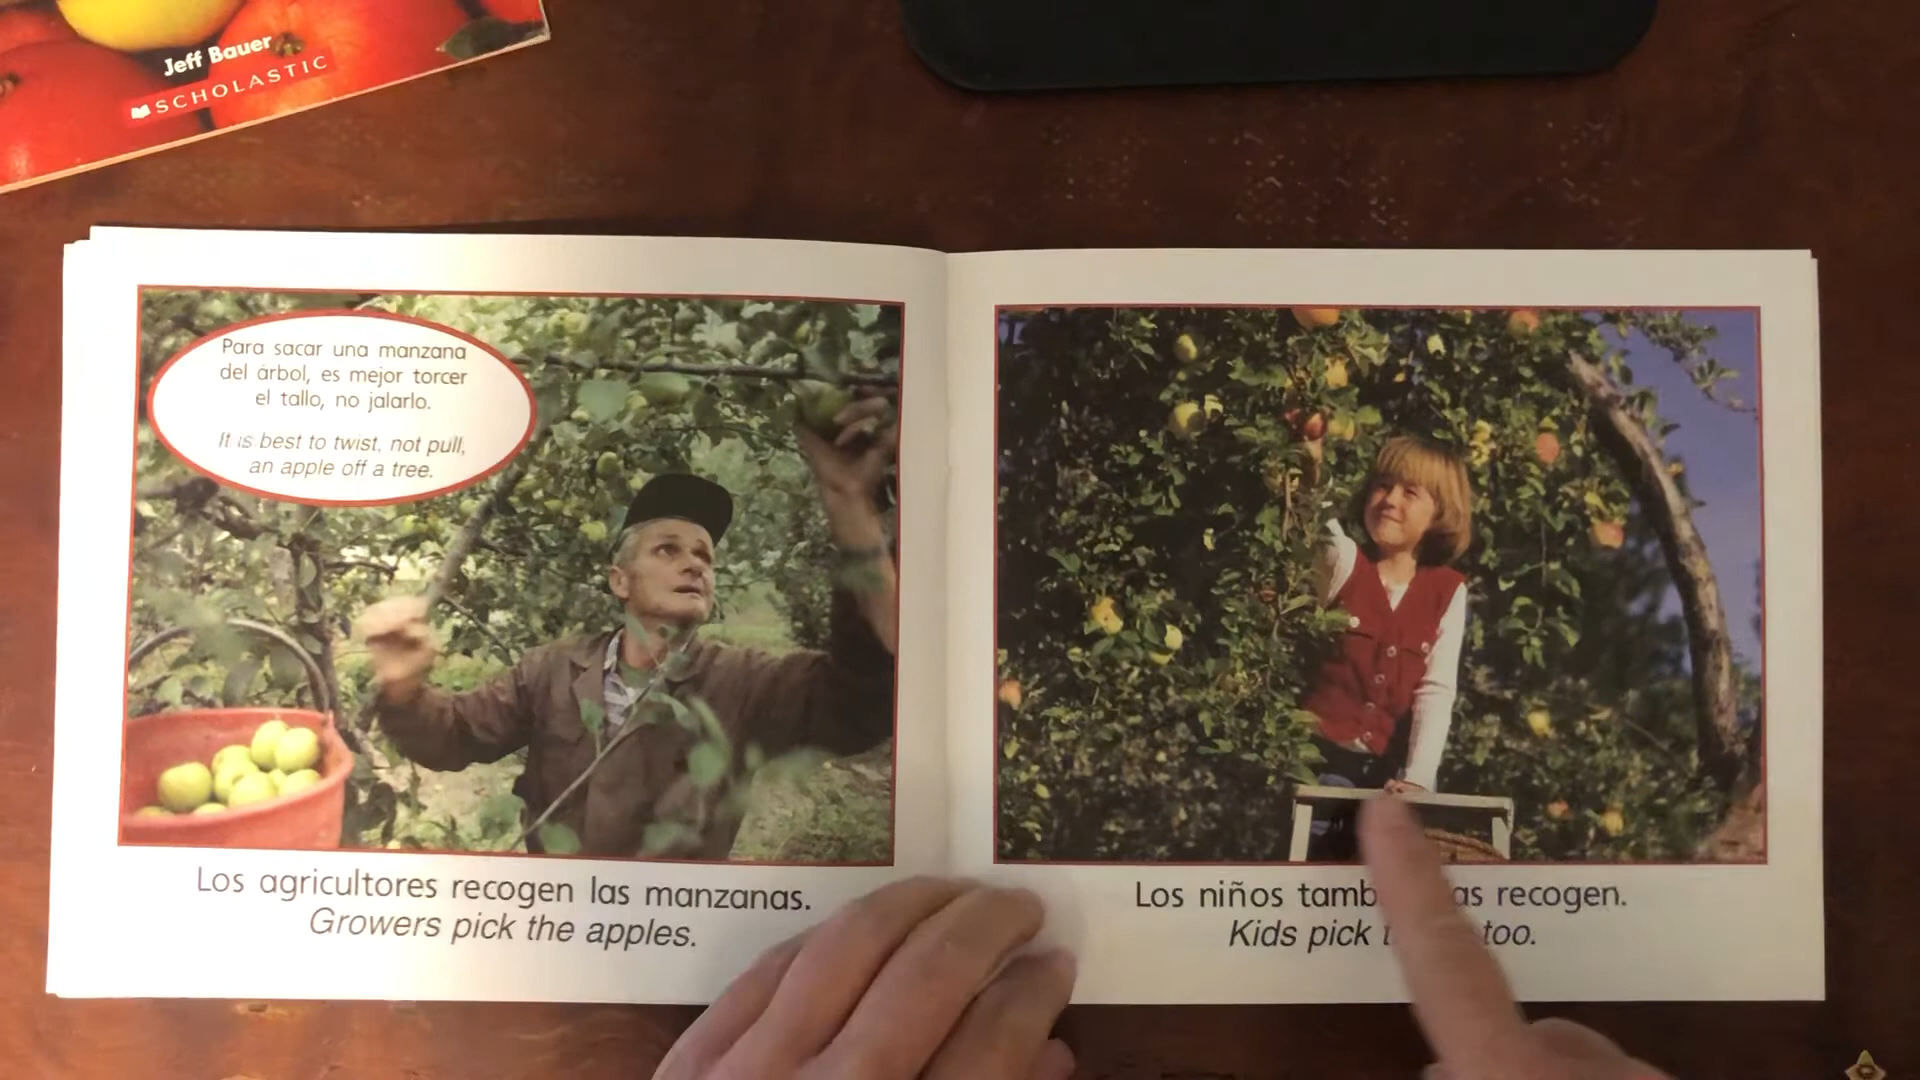 Jeff Bauer
SCHOLASTIC
Para sacar una manzana
del árbol, es mejor torcer
el tallo, no jalarlo.
It is best to twist, not pull,
an apple off a tree.
Los agricultores recogen las manzanas.
Growers pick the apples.
Los niños recogen.
Kids pick too.